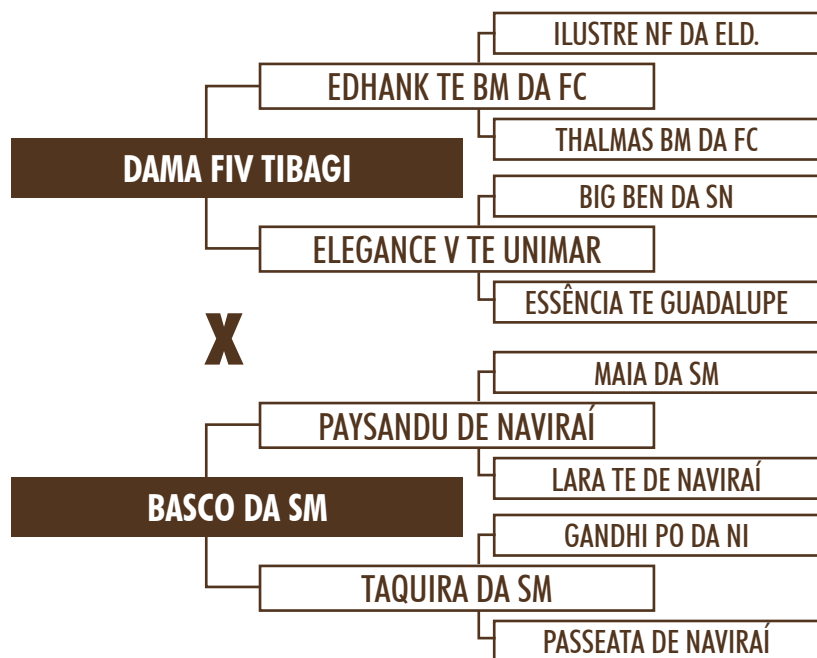 ILUSTRE NF DA ELD.
EDHANK TE BM DA FC
THALMAS BM DA FC
DAMA FIV TIBAGI
BIG BEN DA SN
ELEGANCE V TE UNIMAR
ESSÊNCIA TE GUADALUPE
X
MAIA DA SM
PAYSANDU DE NAVIRAÍ
LARA TE DE NAVIRAÍ
BASCO DA SM
GANDHI PO DA NI
TAQUIRA DA SM
PASSEATA DE NAVIRAÍ